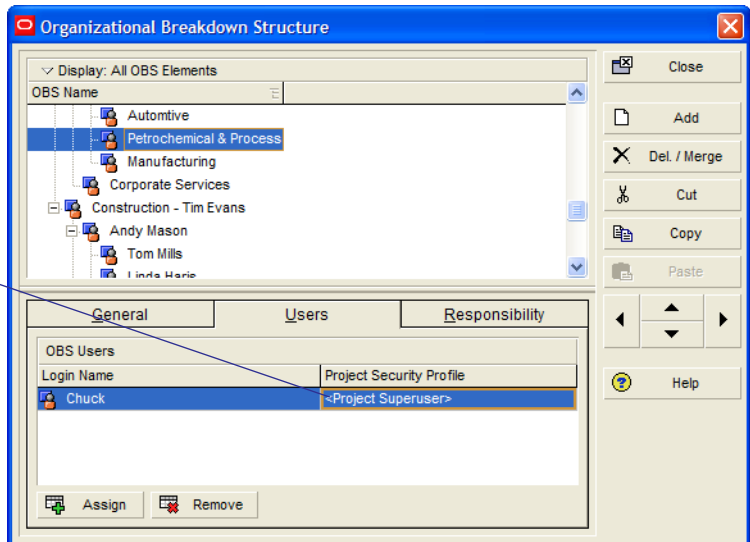 Organizational Breakdown Structure
Display: All OBS Elements
OBS Name
Automtive
Petrochemical & Process
Manufacturing
Corporate Services
Construction - Tim Evans
Andy Mason
Tom Mills
Linda Haris
General
Users
Responsibility
OBS Users
Login Name
Project Security Profile
Chuck
<Project Superuser>
Assign
Remove
Close
Add
Del. / Merge
Cut
Copy
Paste
Help